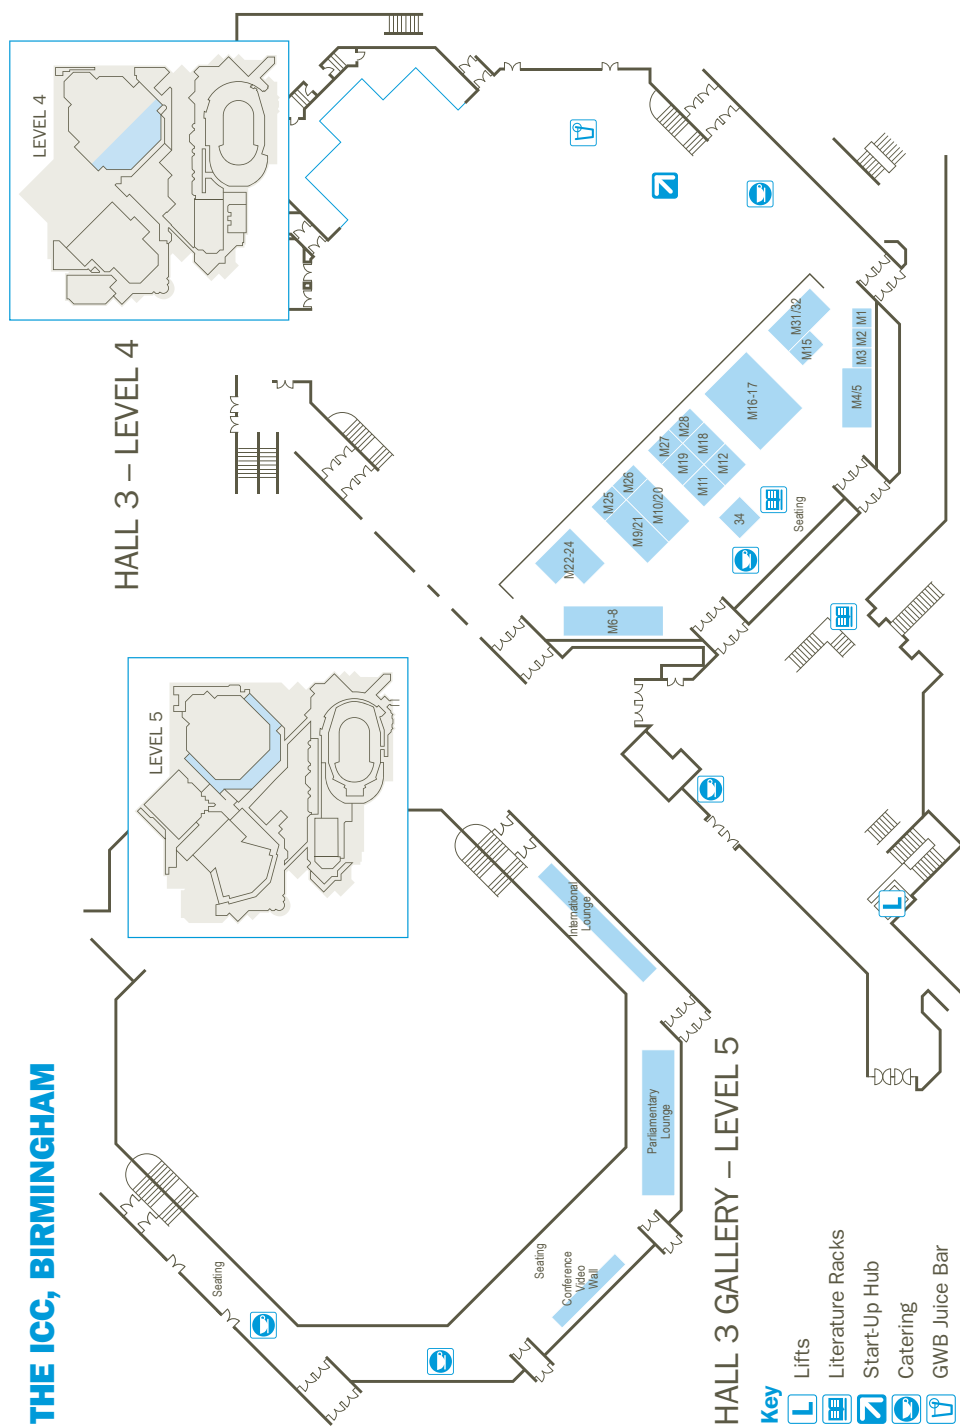 THE ICC, BIRMINGHAM
HALL 3 – LEVEL 4
LEVEL 4
M31/32
M15
M1
M2
M3
M4/5
M16-17
M28
M27
M18
M19
M12
M11
M26
M25
M10/20
M9/21
34
M22-24
M6-8
Seating
LEVEL 5
International
Lounge
Parliamentary
Lounge
Seating
Conference
Video
Wall
Seating
L
HALL 3 GALLERY – LEVEL 5
Key
L Lifts
Literature Racks
Start-Up Hub
Catering
GWB Juice Bar